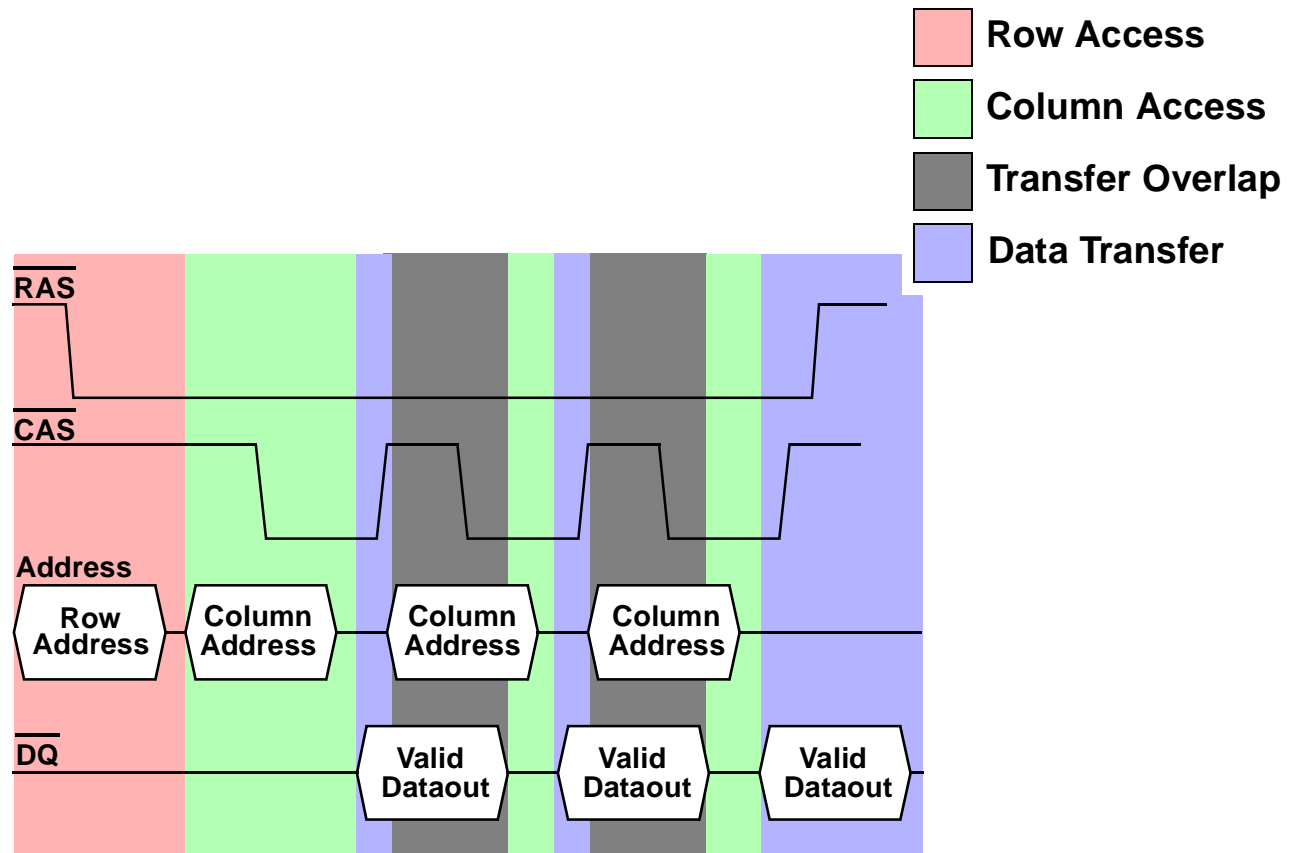 Row Access
Column Access
Transfer Overlap
Data Transfer
RAS
CAS
Address
Row
Address
Column
Address
Column
Address
Column
Address
DQ
Valid
Dataout
Valid
Dataout
Valid
Dataout